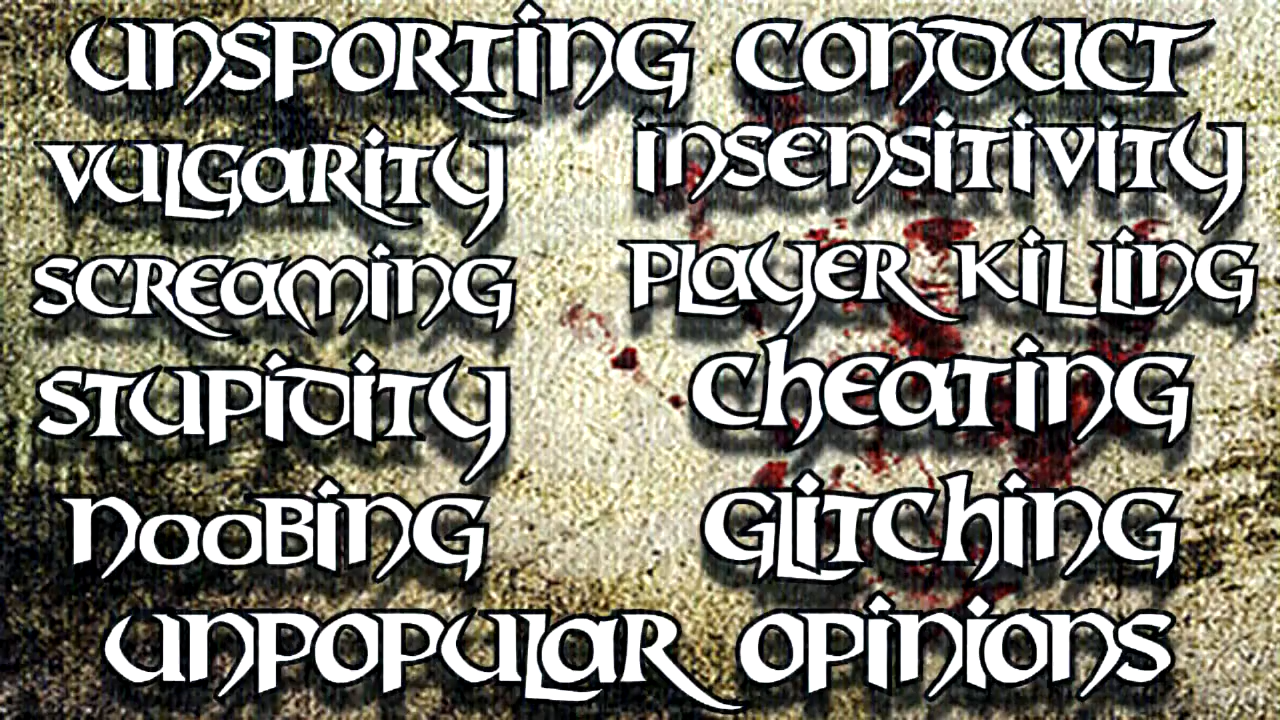 UNSPORTING CONDUCT
VULGARITY INSENSITIVITY
SCREAMING PLAYER KILLING
STUPIDITY CHEATING
NOOBING GLITCHING
UNPOPULAR OPINIONS